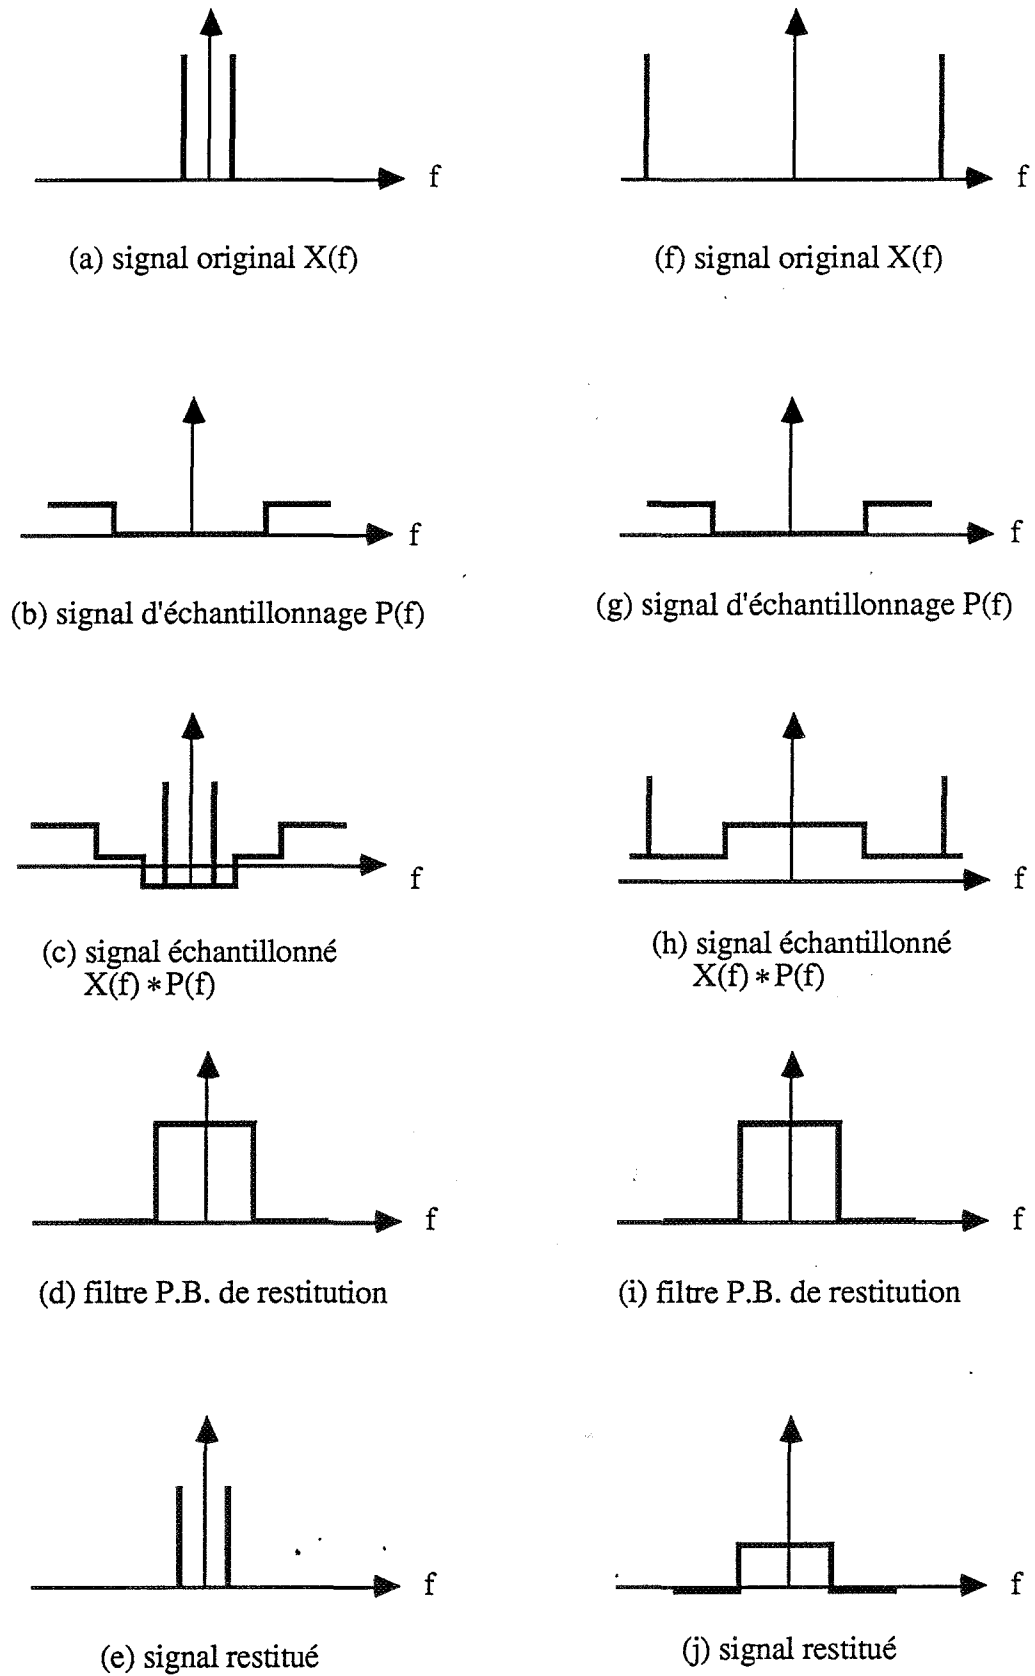 f
f
(a) signal original X(f)
(f) signal original X(f)
f
f
(b) signal d'échantillonnage P(f)
(g) signal d'échantillonnage P(f)
f
f
(c) signal échantillonné
X(f) * P(f)
(h) signal échantillonné
X(f) * P(f)
f
f
(d) filtre P.B. de restitution
(i) filtre P.B. de restitution
f
f
(e) signal restitué
(j) signal restitué